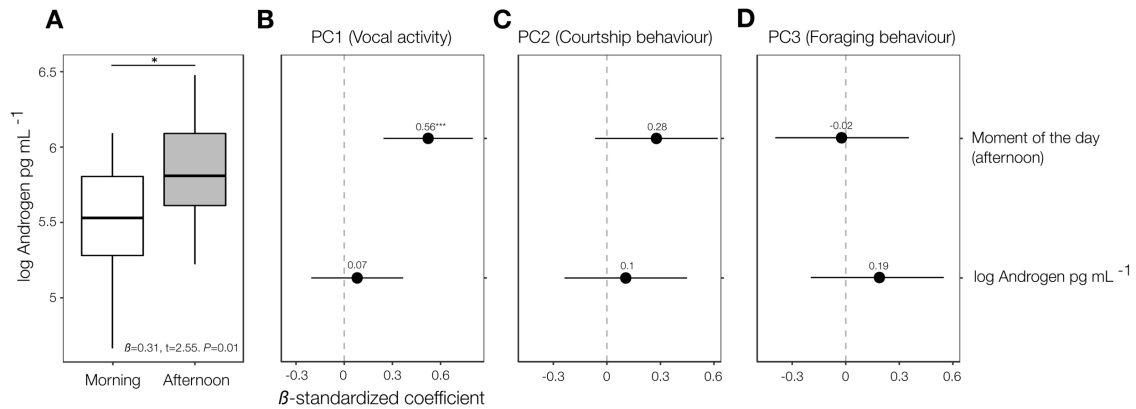 A
B
C
D
PC1 (Vocal activity)
PC2 (Courtship behaviour)
PC3 (Foraging behaviour)
*
6.5
6
5.5
5
log Androgen pg mL -1
ß=0.31, t=2.55. P=0.01
Morning Afternoon
0.56***
0.07
-0.3 0 0.3 0.6
ß-standardized coefficient
0.28
0.1
-0.3 0 0.3 0.6
-0.02
0.19
-0.3 0 0.3 0.6
Moment of the day
(afternoon)
log Androgen pg mL -1